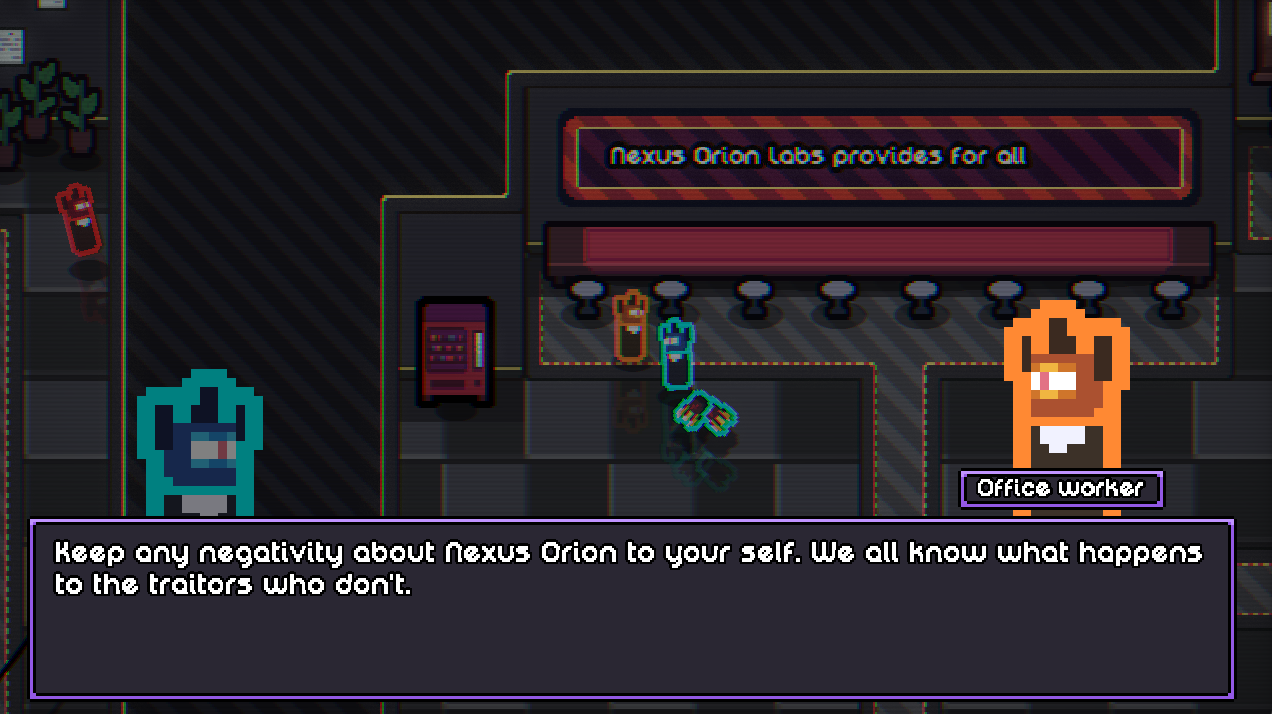 Nexus Orion Labs provides for all
Office worker
Keep any negativity about Nexus Orion to your self. We all know what happens
to the traitors who don't.